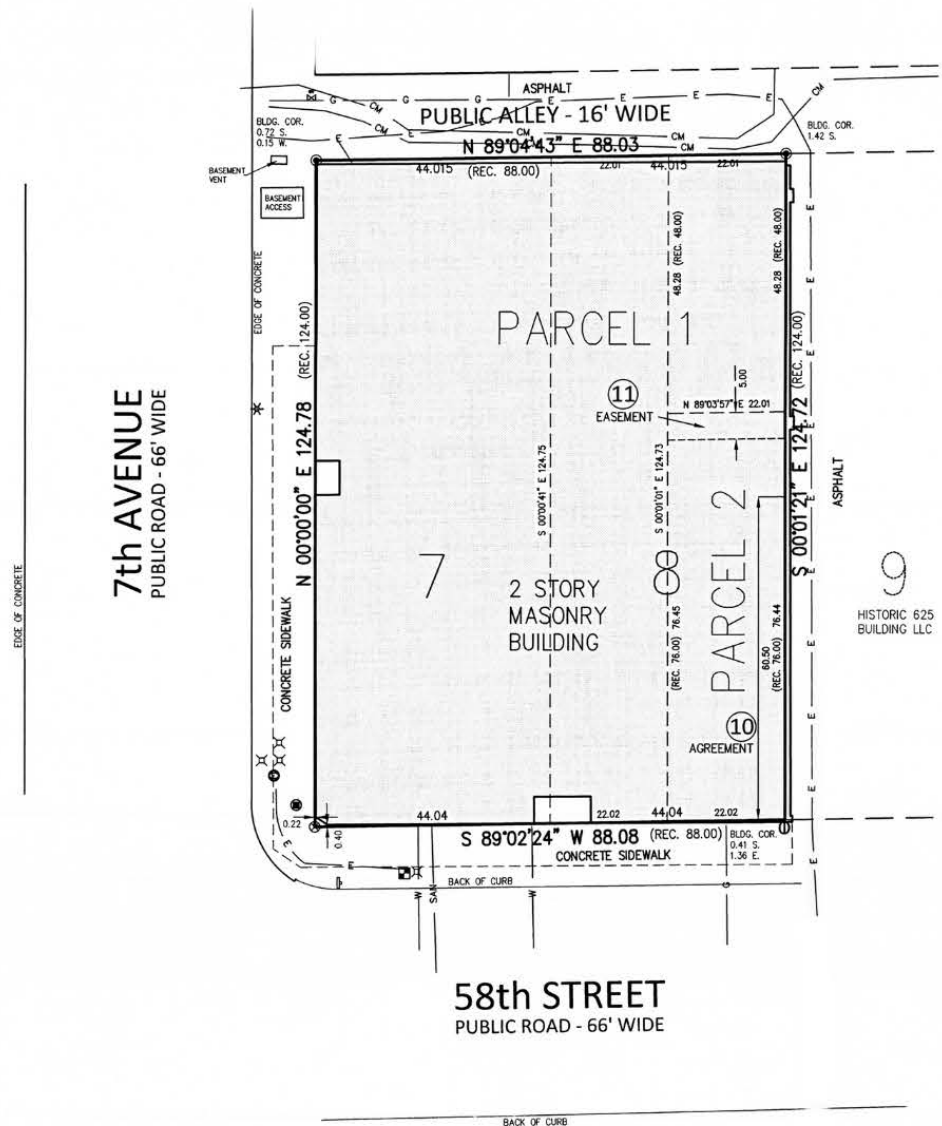 ASPHALT
G G G E E E E E
CM CM CM CM CM
PUBLIC ALLEY - 16' WIDE
BLDG. COR.
0.72 S.
0.15 W.
BLDG. COR.
1.42 S.
N 89°04'43" E 88.03
44.015 (REC. 88.00) 22.01 44.015 22.01
BASEMENT
VENT
BASEMENT
ACCESS
EDGE OF CONCRETE
48.28 (REC. 48.00)
48.28 (REC. 48.00)
PARCEL 1
N 00°00'00" E 124.78 (REC. 124.00)
S 00°01'21" E 124.72 (REC. 124.00)
5.00
11
EASEMENT
N 89°03'57" E 22.01
7th AVENUE
PUBLIC ROAD - 66' WIDE
EDGE OF CONCRETE
S 00°00'41" E 124.75
S 00°01'01" E 124.73
ASPHALT
7
8
9
HISTORIC 625
BUILDING LLC
2 STORY
MASONRY
BUILDING
PARCEL 2
(REC. 76.00) 76.45
60.50
(REC. 76.00) 76.44
CONCRETE SIDEWALK
10
AGREEMENT
0.22
0.40
44.04 22.02 44.04 22.02
S 89°02'24" W 88.08 (REC. 88.00)
BLDG. COR.
0.41 S.
1.36 E.
CONCRETE SIDEWALK
BACK OF CURB
E E
W SAN W G
58th STREET
PUBLIC ROAD - 66' WIDE
BACK OF CURB